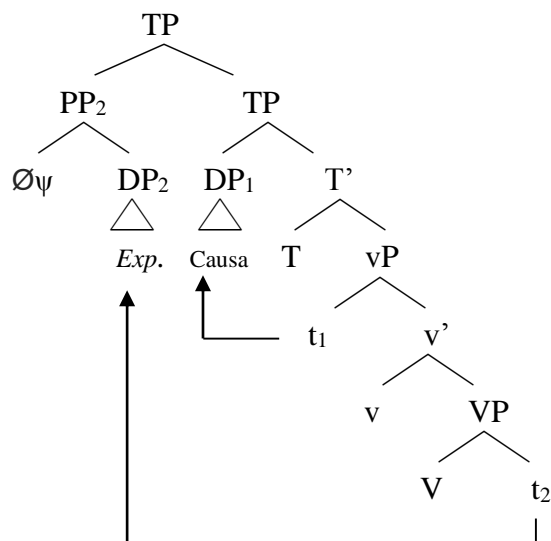 TP
PP₂ TP
Øψ DP₂ DP₁ T’
Exp. Causa T vP
t₁ v’
v VP
V t₂